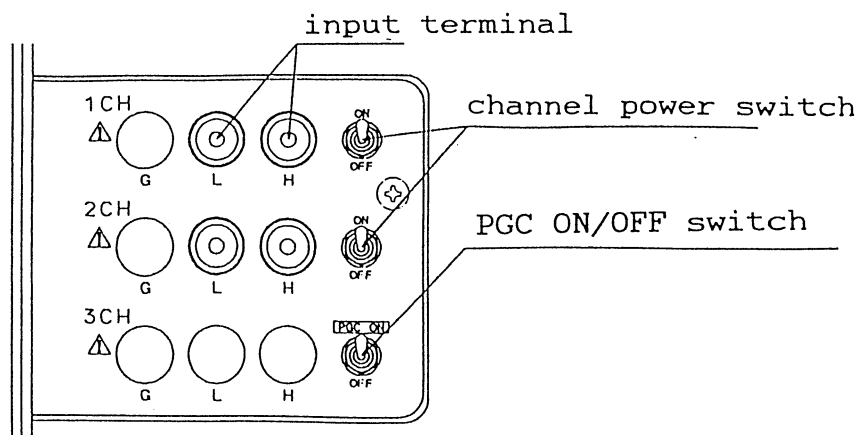 input terminal
1CH
ON
channel power switch
G L H OFF
2CH
ON
PGC ON/OFF switch
G L H OFF
3CH
PGC ON
G L H OFF